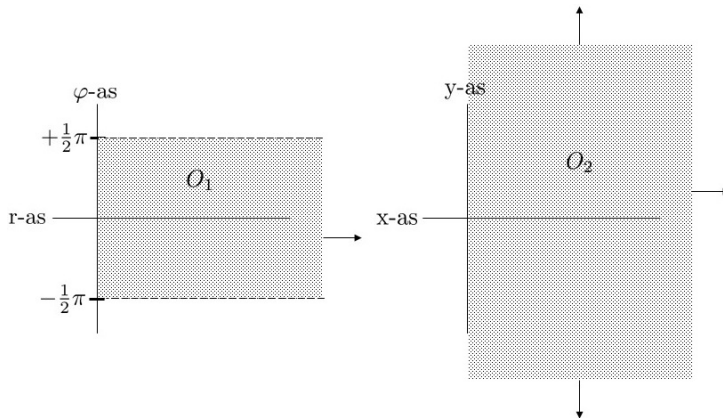 φ-as
+½π
O₁
r-as
−½π
y-as
O₂
x-as